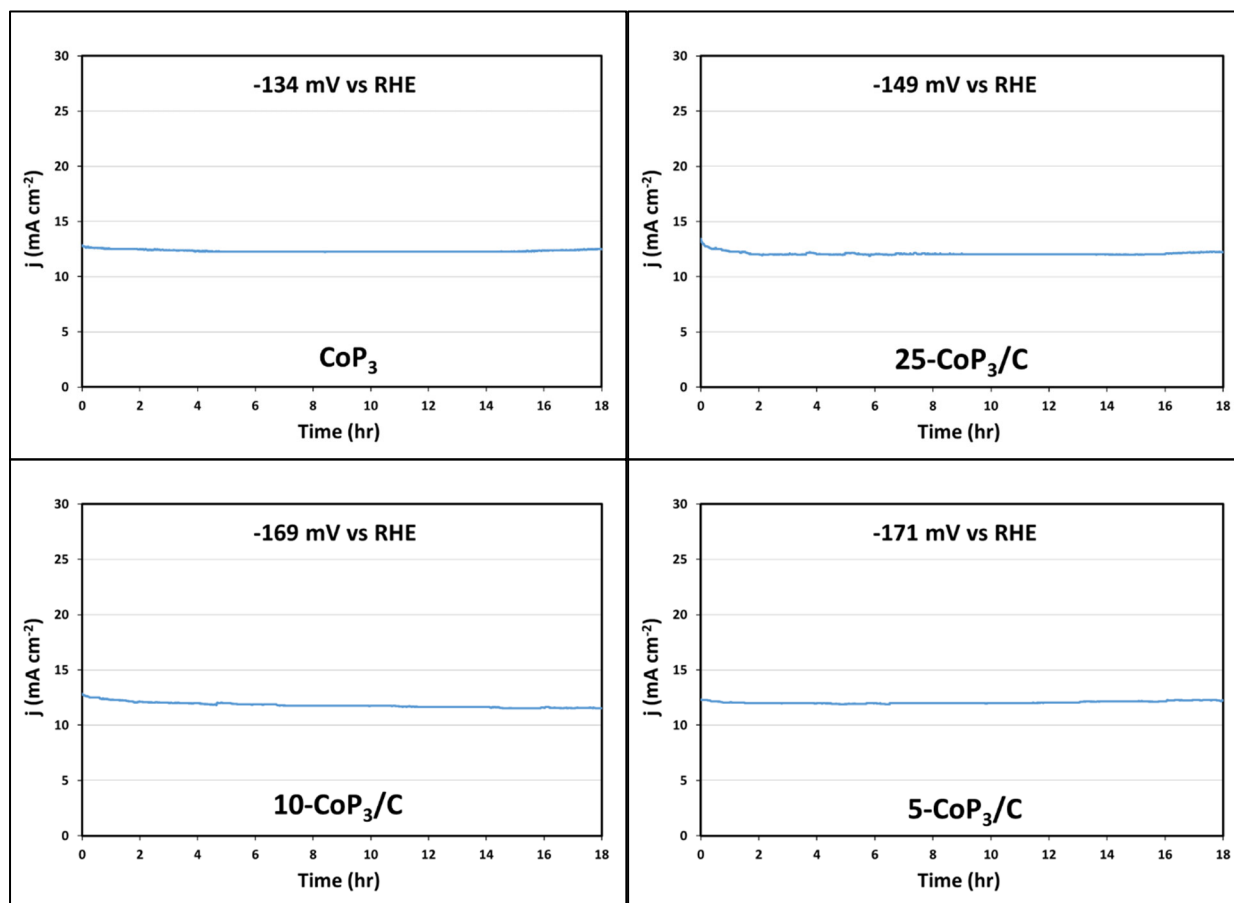 -134 mV vs RHE
30
25
20
15
10
5
0
j (mA cm⁻²)
CoP₃
0 2 4 6 8 10 12 14 16 18
Time (hr)
-149 mV vs RHE
30
25
20
15
10
5
0
j (mA cm⁻²)
25-CoP₃/C
0 2 4 6 8 10 12 14 16 18
Time (hr)
-169 mV vs RHE
30
25
20
15
10
5
0
j (mA cm⁻²)
10-CoP₃/C
0 2 4 6 8 10 12 14 16 18
Time (hr)
-171 mV vs RHE
30
25
20
15
10
5
0
j (mA cm⁻²)
5-CoP₃/C
0 2 4 6 8 10 12 14 16 18
Time (hr)